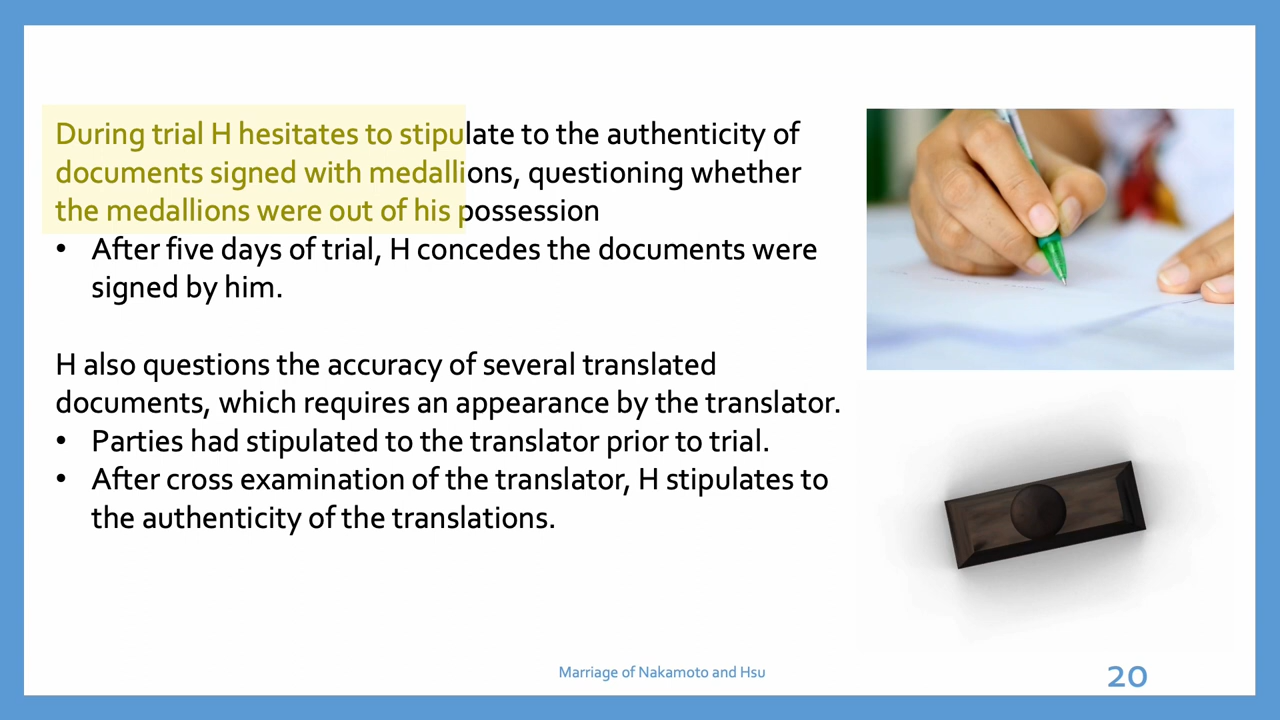 During trial H hesitates to stipulate to the authenticity of
documents signed with medallions, questioning whether
the medallions were out of his possession
• After five days of trial, H concedes the documents were
signed by him.
H also questions the accuracy of several translated
documents, which requires an appearance by the translator.
• Parties had stipulated to the translator prior to trial.
• After cross examination of the translator, H stipulates to
the authenticity of the translations.
Marriage of Nakamoto and Hsu
20